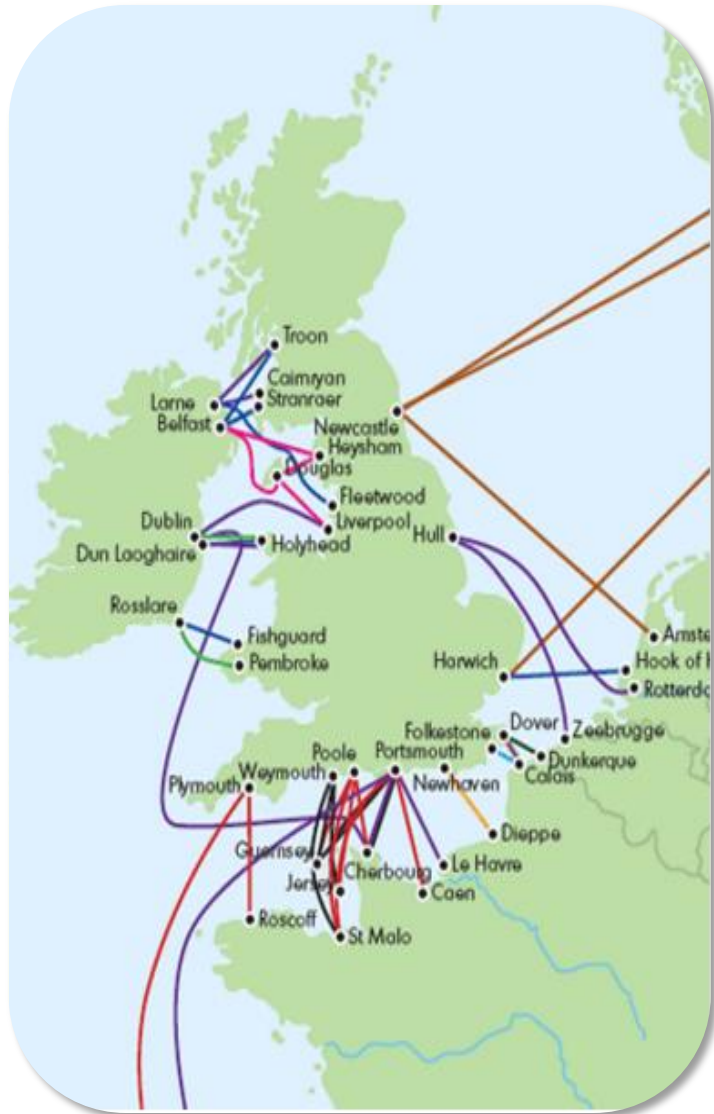 Troon
Cairnryan
Stranraer
Larne
Belfast
Newcastle
Heysham
Douglas
Fleetwood
Liverpool
Dublin
Hull
Holyhead
Dun Laoghaire
Rosslare
Fishguard
Pembroke
Amste
Harwich
Hook of H
Rotterda
Folkestone
Dover
Zeebrugge
Poole
Portsmouth
Dunkerque
Weymouth
Calais
Plymouth
Newhaven
Dieppe
Guernsey
Cherbourg
Le Havre
Jersey
Caen
Roscoff
St Malo